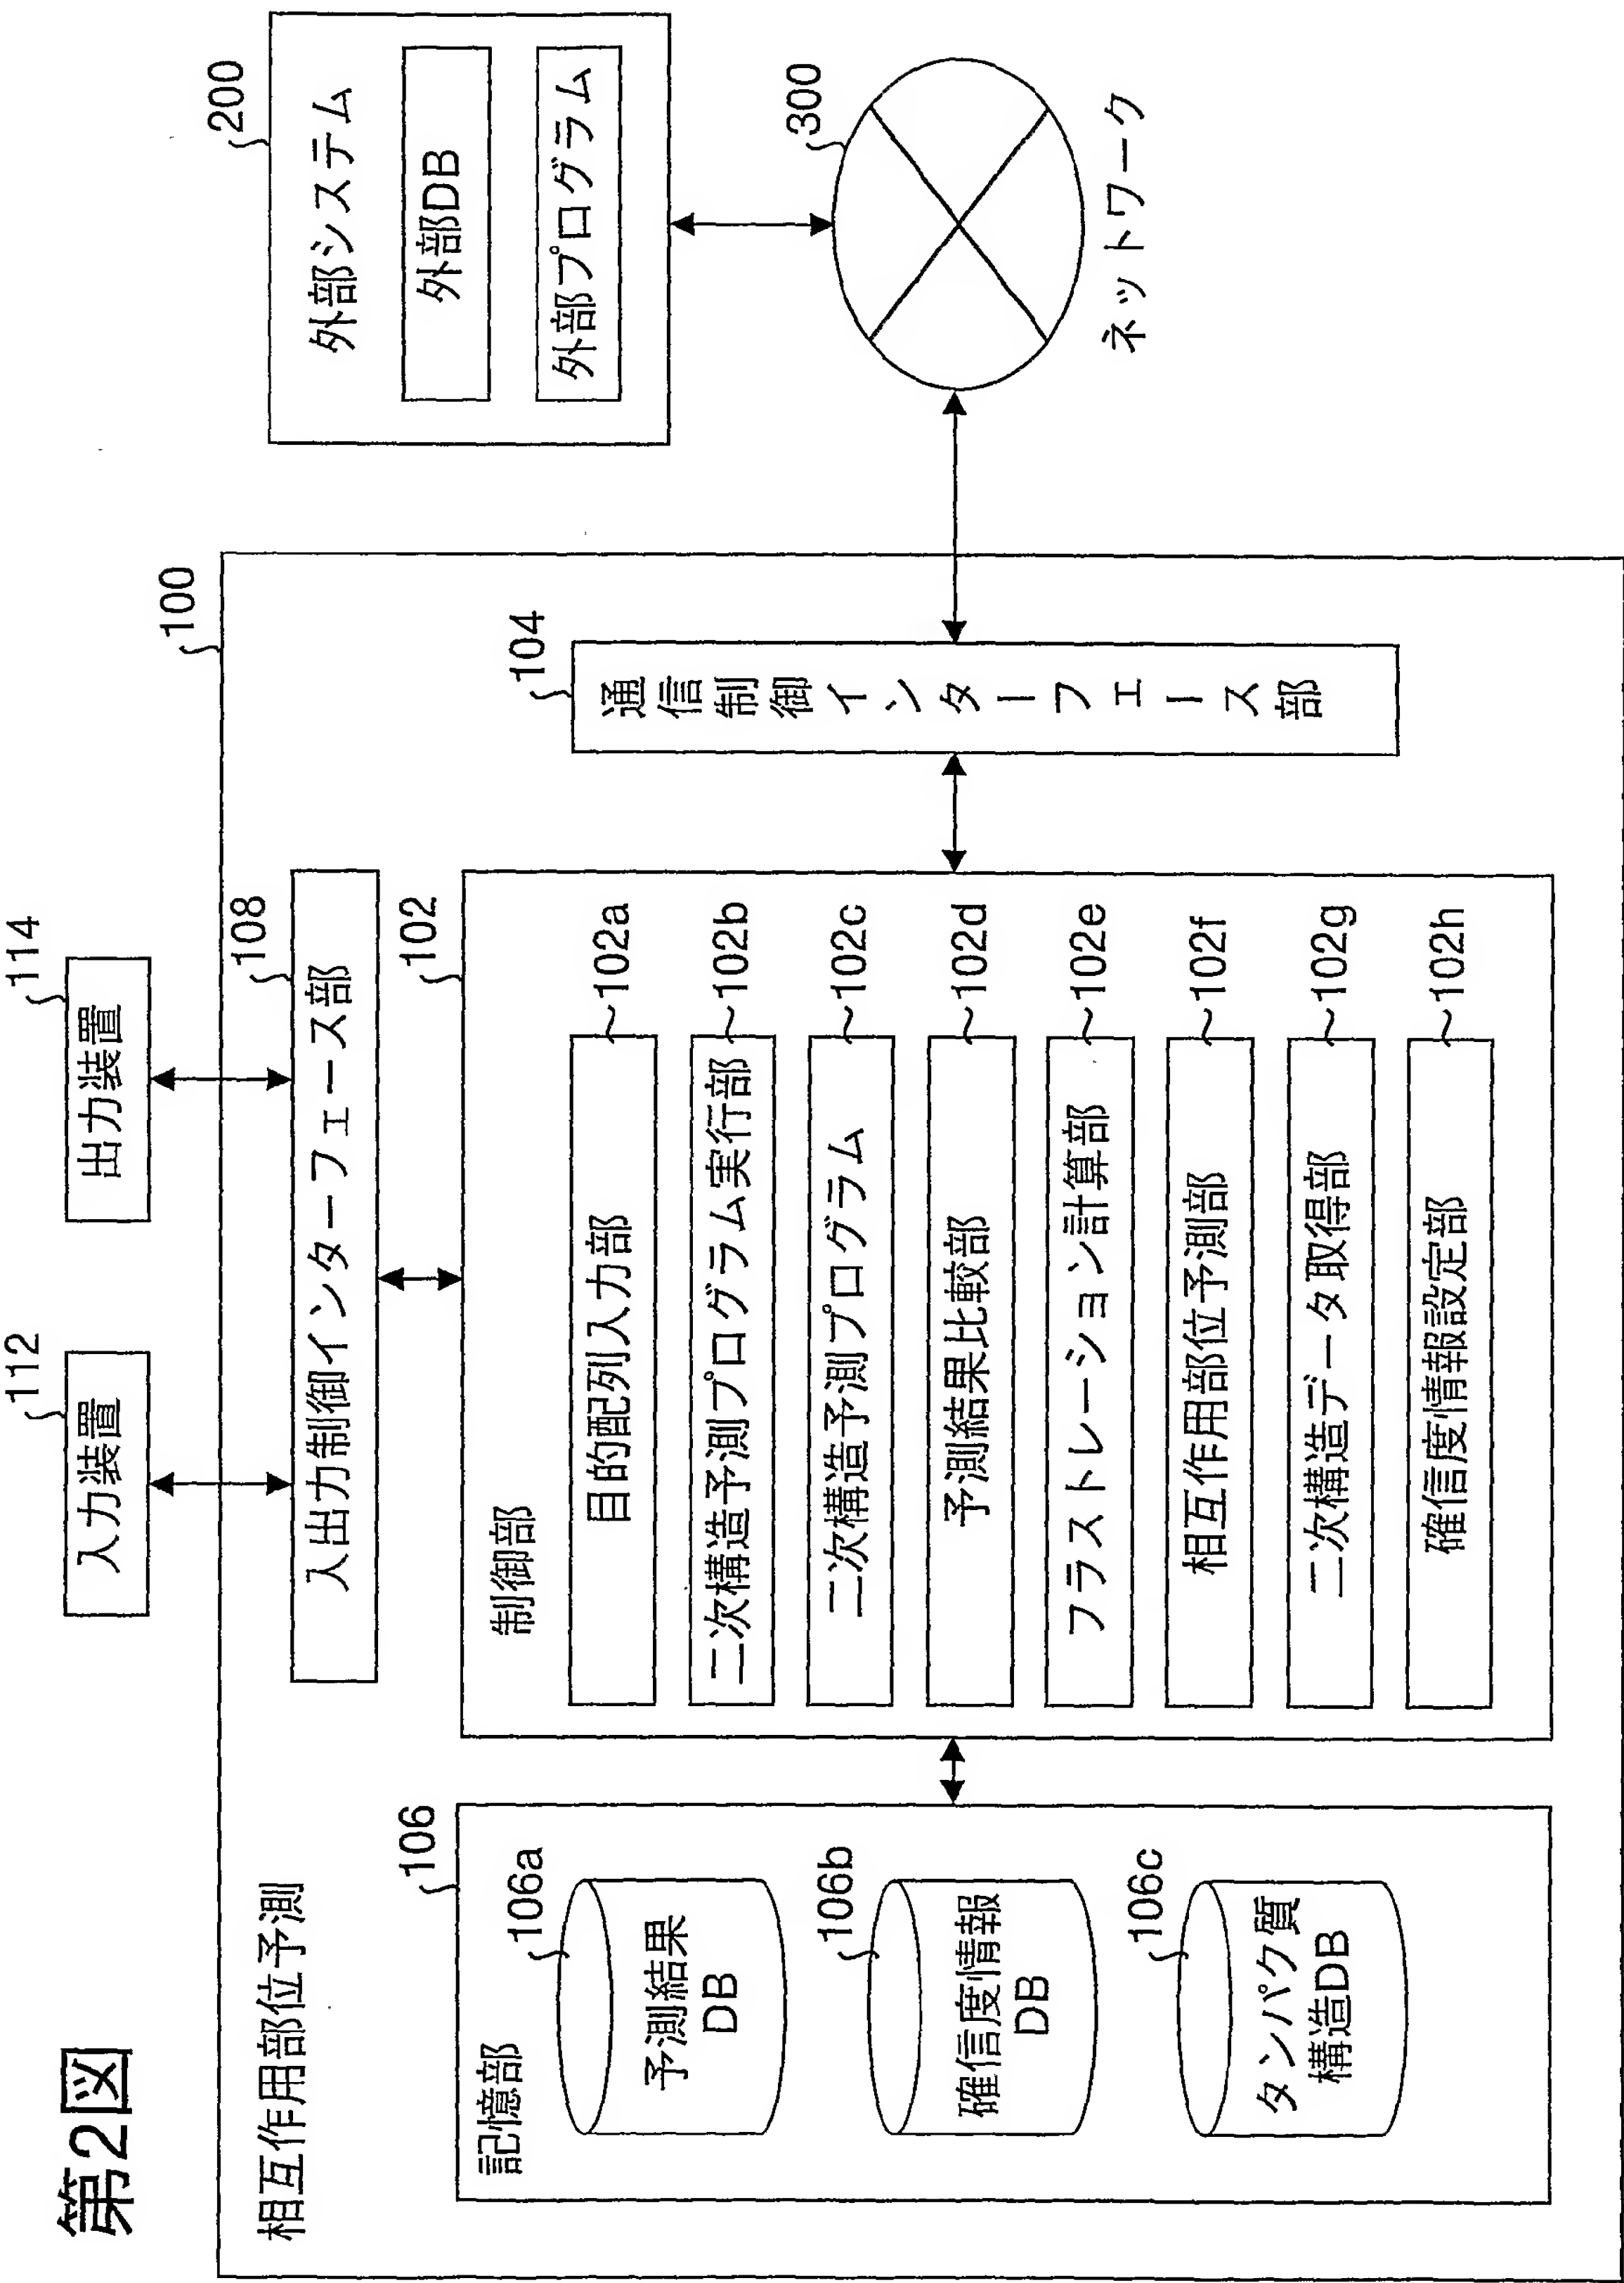 第2図
相互作用部位予測
100
112
入力装置
114
出力装置
108
入出力制御インターフェース部
106
記憶部
106a
予測結果
DB
106b
確信度情報
DB
106c
タンパク質
構造DB
102
制御部
目的配列入力部
102a
二次構造予測プログラム実行部
102b
二次構造予測プログラム
102c
予測結果比較部
102d
フラストレーション計算部
102e
相互作用部位予測部
102f
二次構造データ取得部
102g
確信度情報設定部
102h
104
通信制御インターフェース部
200
外部システム
外部DB
外部プログラム
300
ネットワーク